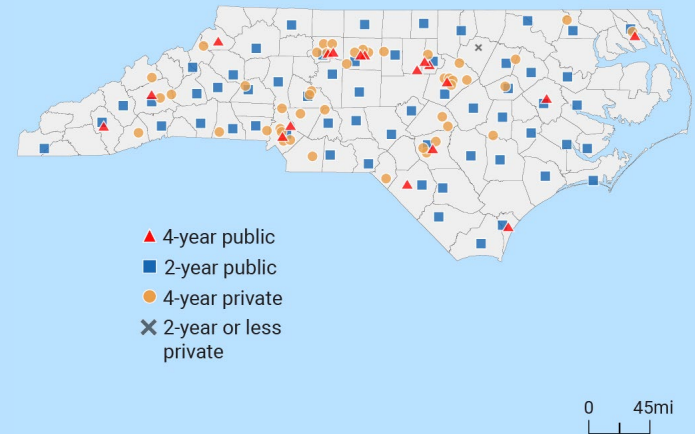 4-year public
2-year public
4-year private
2-year or less
private
0 45mi